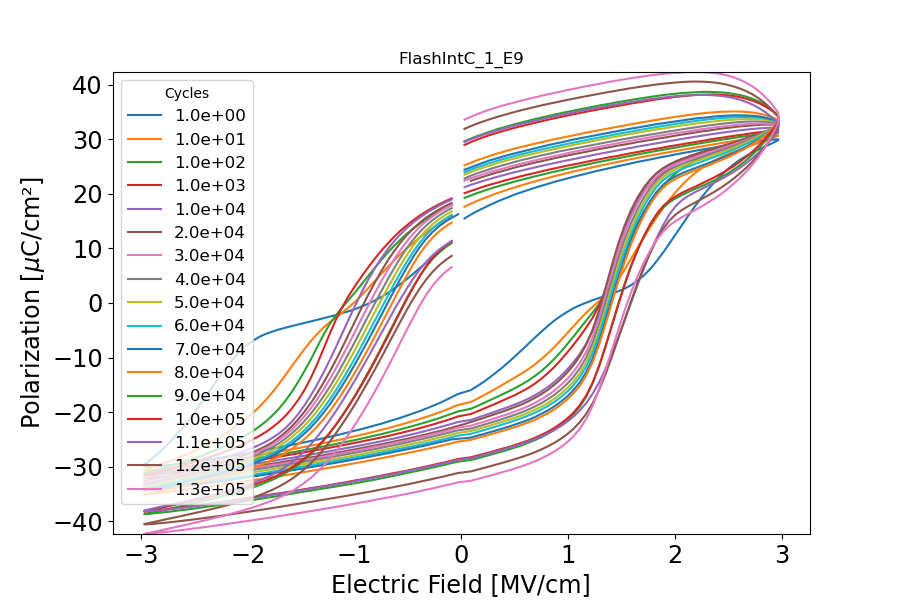 FlashIntC_1_E9
Polarization [μC/cm²]
40
30
20
10
0
−10
−20
−30
−40
Cycles
1.0e+00
1.0e+01
1.0e+02
1.0e+03
1.0e+04
2.0e+04
3.0e+04
4.0e+04
5.0e+04
6.0e+04
7.0e+04
8.0e+04
9.0e+04
1.0e+05
1.1e+05
1.2e+05
1.3e+05
−3 −2 −1 0 1 2 3
Electric Field [MV/cm]